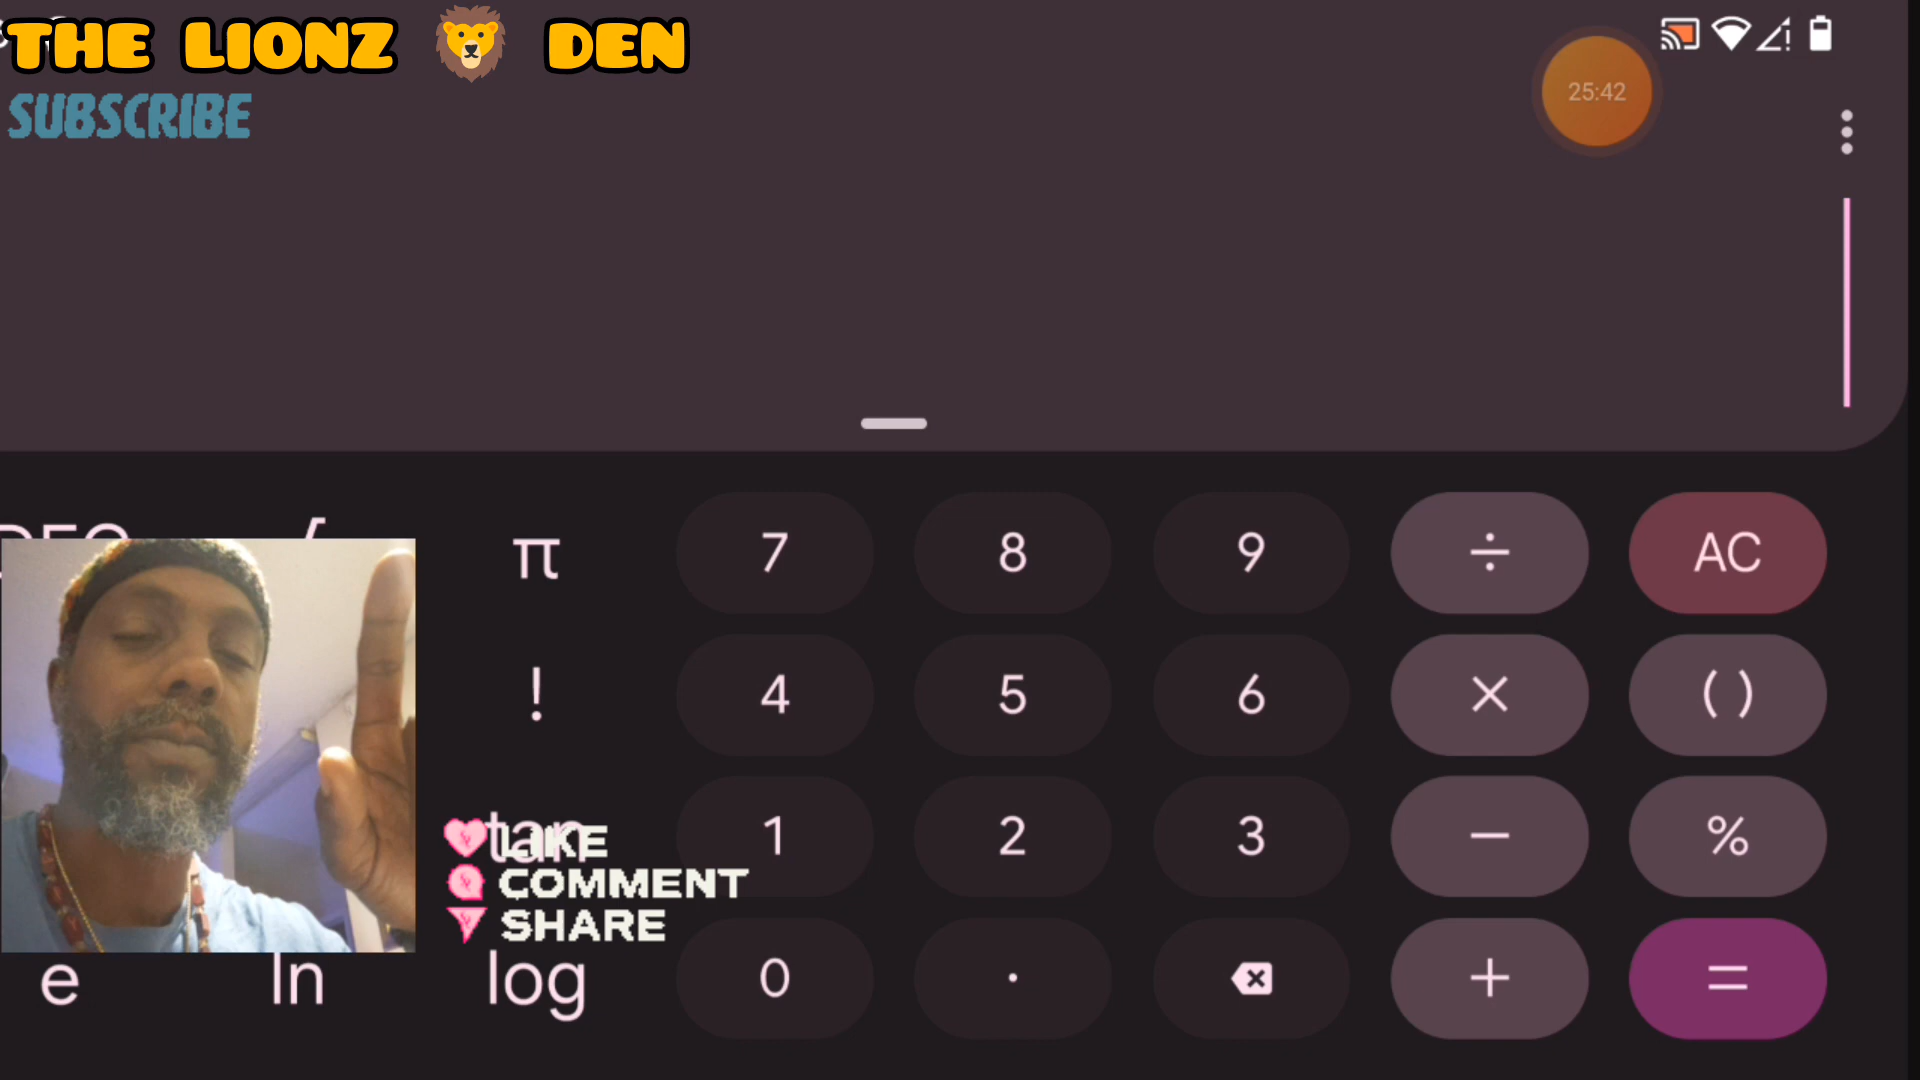 THE LIONZ 🦁 DEN
SUBSCRIBE
25:42
π 7 8 9 ÷ AC
! 4 5 6 × ( )
tan 1 2 3 − %
LIKE
COMMENT
SHARE
e ln log 0 . + =